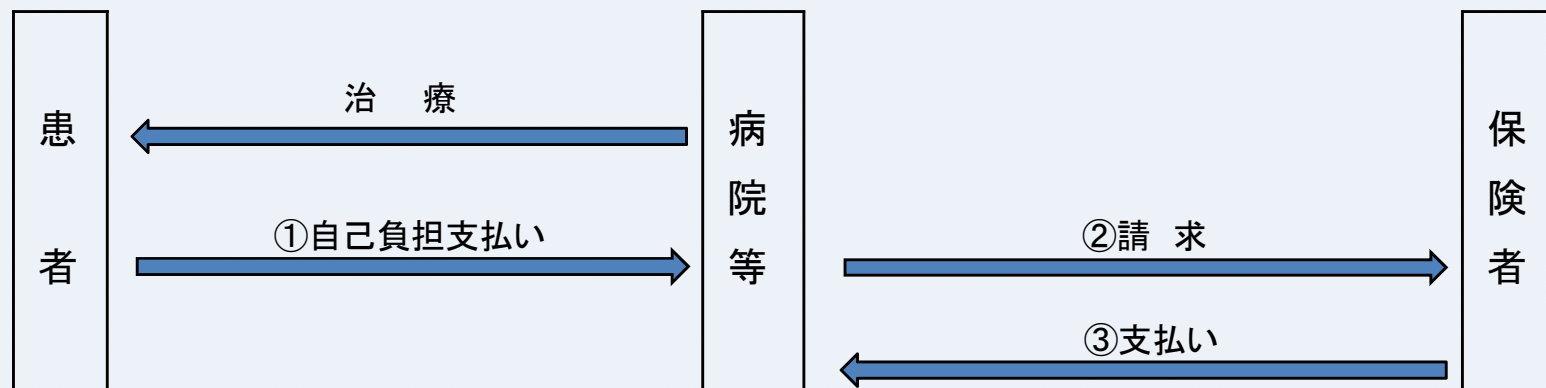 患者
治 療
①自己負担支払い
病院等
②請 求
③支払い
保険者